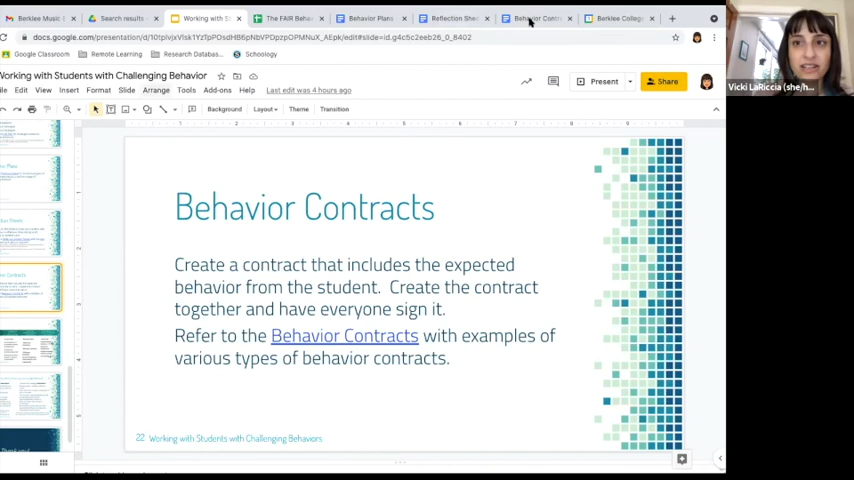 Berklee Music
Search results
Working with St
The FAIR Behav
Behavior Plans
Reflection Shee
Behavior Contr
Berklee Colleg
docs.google.com/presentation/d/
edit#slide=id.g4c5c2eeb26_0_8402
Google Classroom
Remote Learning
Research Databas...
Schoology
Working with Students with Challenging Behavior
Edit
View
Insert
Format
Slide
Arrange
Tools
Add-ons
Help
Last edit was 4 hours ago
Present
Share
Background
Layout
Theme
Transition
Behavior Contracts
Create a contract that includes the expected
behavior from the student. Create the contract
together and have everyone sign it.
Refer to the Behavior Contracts with examples of
various types of behavior contracts.
22 Working with Students with Challenging Behaviors
Vicki LaRiccia (she/h...